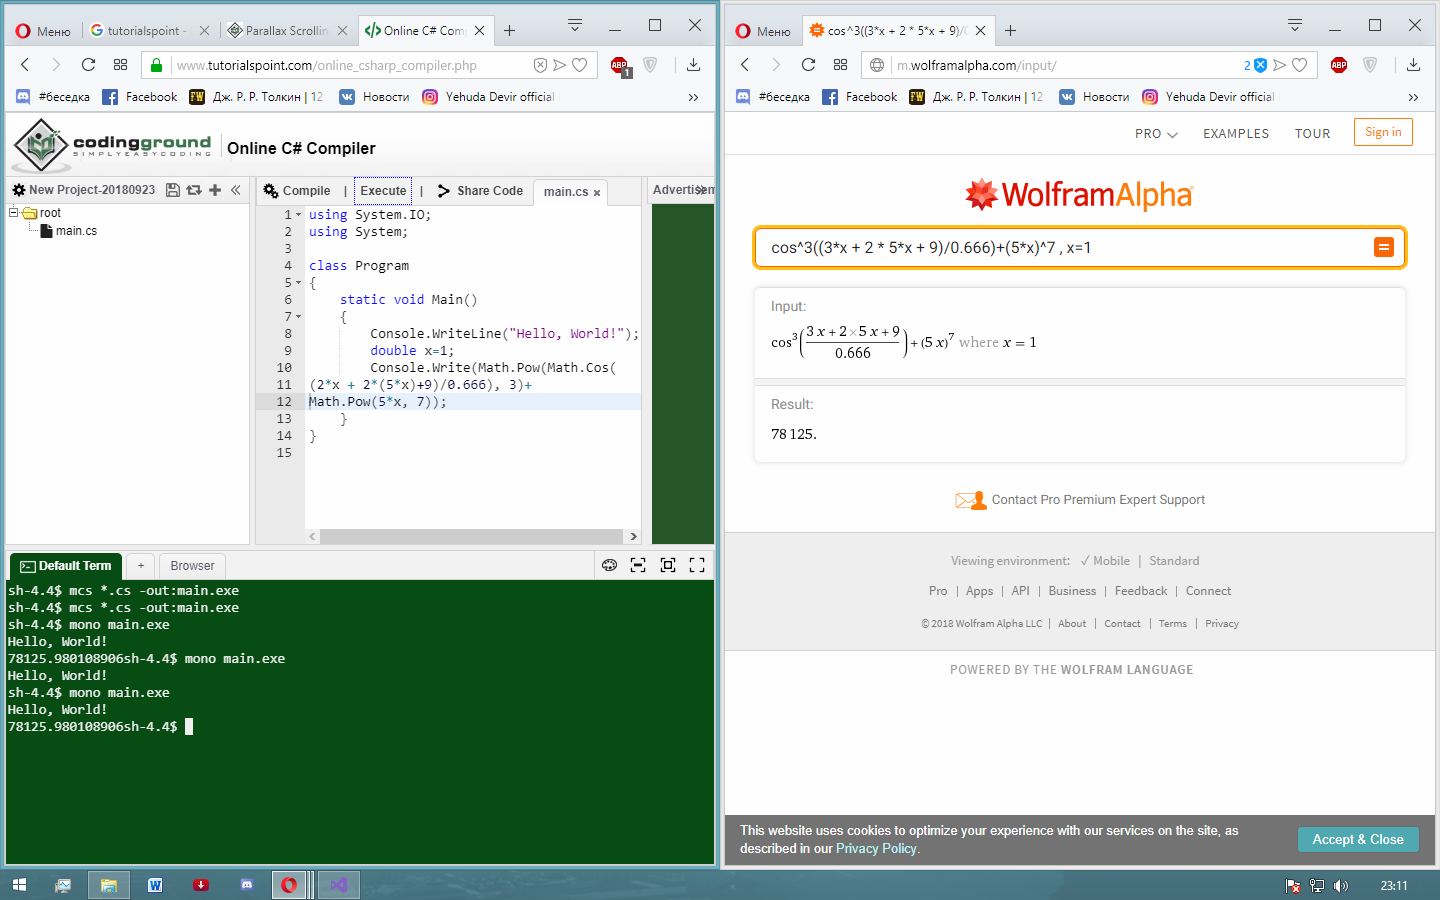 Меню
tutorialspoint -
Parallax Scrollin
Online C# Comp
www.tutorialspoint.com/online_csharp_compiler.php
ABP
1
#беседка
Facebook
FW
Дж. Р. Р. Толкин | 12
Новости
Yehuda Devir official
»
codingground
SIMPLYEASYCODING
Online C# Compiler
New Project-20180923
«
Compile | Execute | Share Code
main.cs ×
Advertisem
root
main.cs
1 using System.IO;
2 using System;
3
4 class Program
5 {
6 static void Main()
7 {
8 Console.WriteLine("Hello, World!");
9 double x=1;
10 Console.Write(Math.Pow(Math.Cos(
11 (2*x + 2*(5*x)+9)/0.666), 3)+
12 Math.Pow(5*x, 7));
13 }
14 }
15
Default Term
+
Browser
sh-4.4$ mcs *.cs -out:main.exe
sh-4.4$ mcs *.cs -out:main.exe
sh-4.4$ mono main.exe
Hello, World!
78125.980108906sh-4.4$ mono main.exe
Hello, World!
sh-4.4$ mono main.exe
Hello, World!
78125.980108906sh-4.4$
Меню
cos^3((3*x + 2 * 5*x + 9)/0
m.wolframalpha.com/input/
2
ABP
#беседка
Facebook
FW
Дж. Р. Р. Толкин | 12
Новости
Yehuda Devir official
»
PRO
EXAMPLES
TOUR
Sign in
WolframAlpha
cos^3((3*x + 2 * 5*x + 9)/0.666)+(5*x)^7 , x=1
=
Input:
cos³((3 x + 2×5 x + 9)/0.666) + (5 x)⁷ where x = 1
Result:
78 125.
Contact Pro Premium Expert Support
Viewing environment: ✓ Mobile | Standard
Pro | Apps | API | Business | Feedback | Connect
© 2018 Wolfram Alpha LLC | About | Contact | Terms | Privacy
POWERED BY THE WOLFRAM LANGUAGE
This website uses cookies to optimize your experience with our services on the site, as
described in our Privacy Policy.
Accept & Close
W
23:11